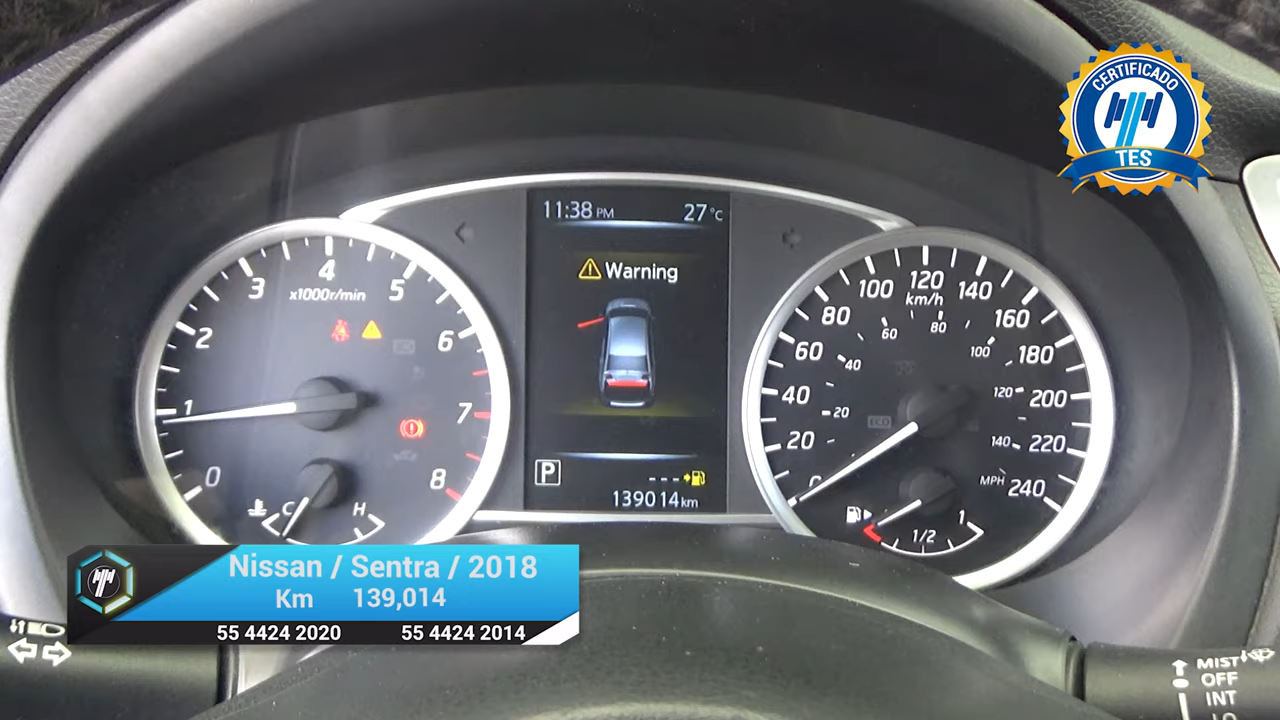 CERTIFICADO
TES
11:38 PM 27°C
Warning
P
---
139014 km
0 1 2 3 4 5 6 7 8
x1000r/min
C H
0 20 40 60 80 100 120 140 160 180 200 220 240
km/h
20 40 60 80 100 120 140
MPH
ECO
1/2 1
Nissan / Sentra / 2018
Km 139,014
55 4424 2020 55 4424 2014
MIST
OFF
INT
LO